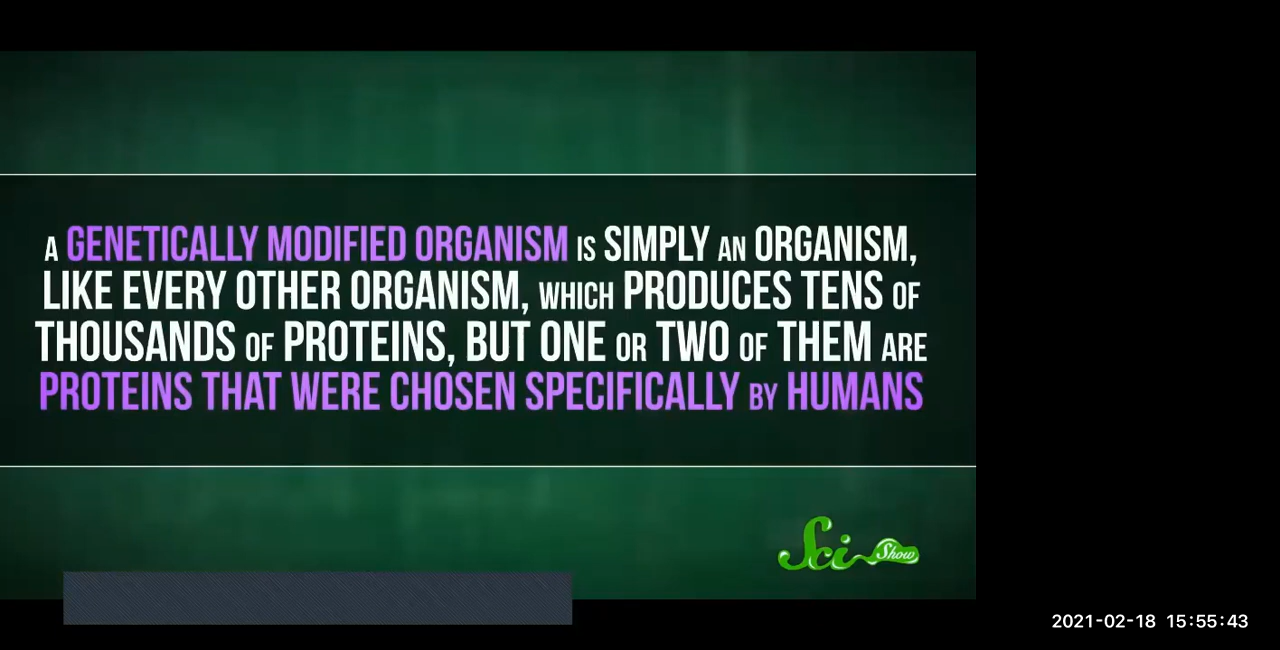 A GENETICALLY MODIFIED ORGANISM IS SIMPLY AN ORGANISM,
LIKE EVERY OTHER ORGANISM, WHICH PRODUCES TENS OF
THOUSANDS OF PROTEINS, BUT ONE OR TWO OF THEM ARE
PROTEINS THAT WERE CHOSEN SPECIFICALLY BY HUMANS
Sci Show
2021-02-18 15:55:43